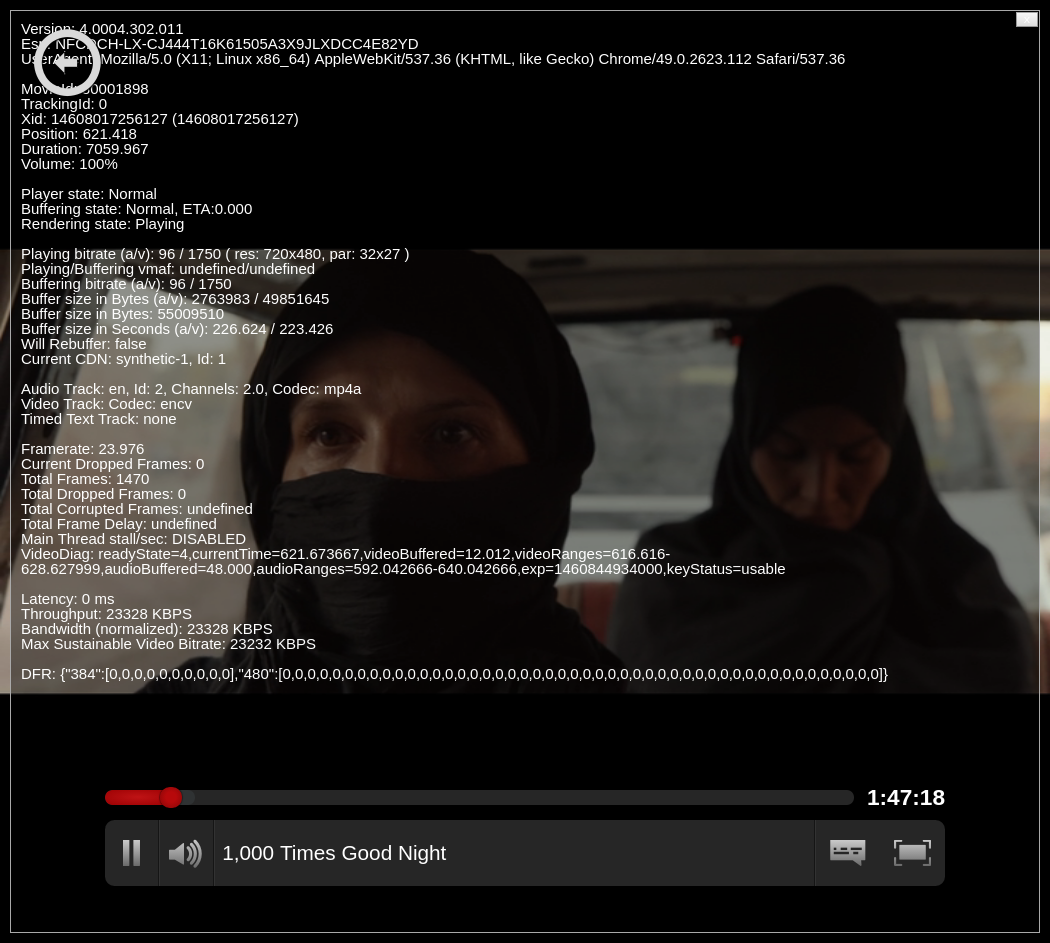 Version: 4.0004.302.011
Esn: NFCDCH-LX-CJ444T16K61505A3X9JLXDCC4E82YD
UserAgent: Mozilla/5.0 (X11; Linux x86_64) AppleWebKit/537.36 (KHTML, like Gecko) Chrome/49.0.2623.112 Safari/537.36
MovieId: 80001898
TrackingId: 0
Xid: 14608017256127 (14608017256127)
Position: 621.418
Duration: 7059.967
Volume: 100%
Player state: Normal
Buffering state: Normal, ETA:0.000
Rendering state: Playing
Playing bitrate (a/v): 96 / 1750 ( res: 720x480, par: 32x27 )
Playing/Buffering vmaf: undefined/undefined
Buffering bitrate (a/v): 96 / 1750
Buffer size in Bytes (a/v): 2763983 / 49851645
Buffer size in Bytes: 55009510
Buffer size in Seconds (a/v): 226.624 / 223.426
Will Rebuffer: false
Current CDN: synthetic-1, Id: 1
Audio Track: en, Id: 2, Channels: 2.0, Codec: mp4a
Video Track: Codec: encv
Timed Text Track: none
Framerate: 23.976
Current Dropped Frames: 0
Total Frames: 1470
Total Dropped Frames: 0
Total Corrupted Frames: undefined
Total Frame Delay: undefined
Main Thread stall/sec: DISABLED
VideoDiag: readyState=4,currentTime=621.673667,videoBuffered=12.012,videoRanges=616.616-
628.627999,audioBuffered=48.000,audioRanges=592.042666-640.042666,exp=1460844934000,keyStatus=usable
Latency: 0 ms
Throughput: 23328 KBPS
Bandwidth (normalized): 23328 KBPS
Max Sustainable Video Bitrate: 23232 KBPS
DFR: {"384":[0,0,0,0,0,0,0,0,0,0],"480":[0,0,0,0,0,0,0,0,0,0,0,0,0,0,0,0,0,0,0,0,0,0,0,0,0,0,0,0,0,0,0,0,0,0,0,0,0,0,0,0,0,0,0,0,0,0,0,0]}
1:47:18
1,000 Times Good Night